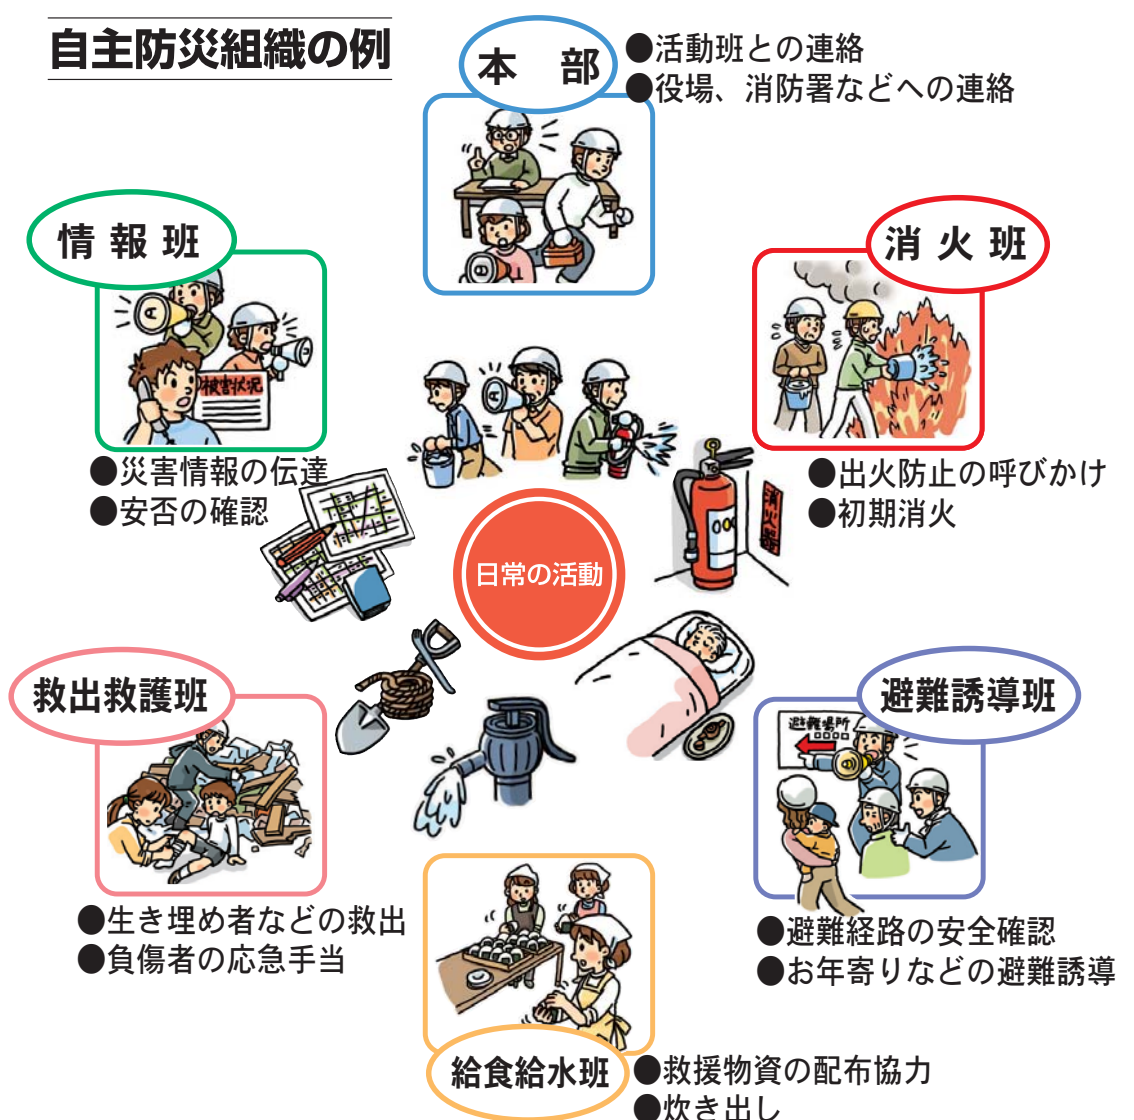 自主防災組織の例
本部
●活動班との連絡
●役場、消防署などへの連絡
情報班
被害状況
●災害情報の伝達
●安否の確認
消火班
●出火防止の呼びかけ
●初期消火
消火器
日常の活動
救出救護班
●生き埋め者などの救出
●負傷者の応急手当
避難誘導班
避難場所
●避難経路の安全確認
●お年寄りなどの避難誘導
給食給水班
●救援物資の配布協力
●炊き出し